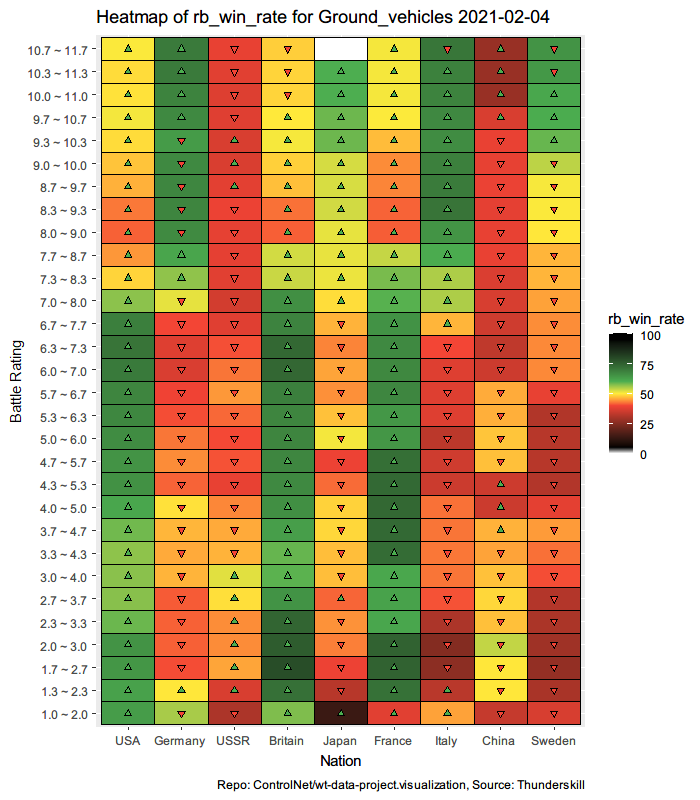 Heatmap of rb_win_rate for Ground_vehicles 2021-02-04
10.7 ~ 11.7
10.3 ~ 11.3
10.0 ~ 11.0
9.7 ~ 10.7
9.3 ~ 10.3
9.0 ~ 10.0
8.7 ~ 9.7
8.3 ~ 9.3
8.0 ~ 9.0
7.7 ~ 8.7
7.3 ~ 8.3
7.0 ~ 8.0
6.7 ~ 7.7
6.3 ~ 7.3
6.0 ~ 7.0
5.7 ~ 6.7
5.3 ~ 6.3
5.0 ~ 6.0
4.7 ~ 5.7
4.3 ~ 5.3
4.0 ~ 5.0
3.7 ~ 4.7
3.3 ~ 4.3
3.0 ~ 4.0
2.7 ~ 3.7
2.3 ~ 3.3
2.0 ~ 3.0
1.7 ~ 2.7
1.3 ~ 2.3
1.0 ~ 2.0
Battle Rating
USA Germany USSR Britain Japan France Italy China Sweden
Nation
rb_win_rate
100
75
50
25
0
Repo: ControlNet/wt-data-project.visualization, Source: Thunderskill